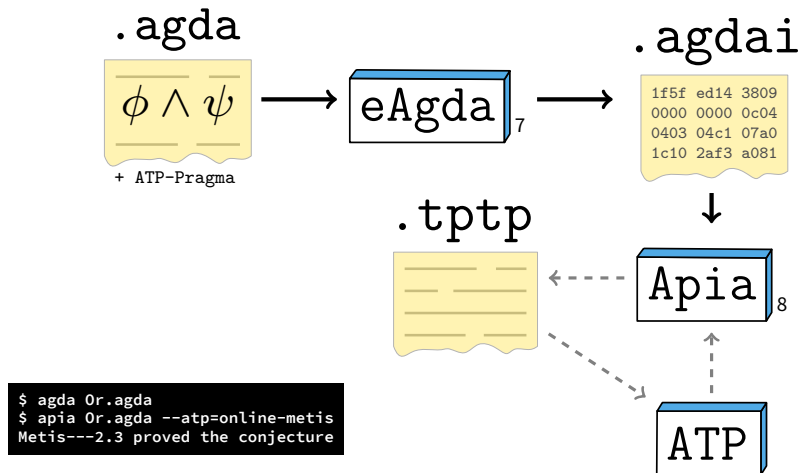 .agda
.agdai
ϕ ∧ ψ
eAgda
7
1f5f ed14 3809
0000 0000 0c04
0403 04c1 07a0
1c10 2af3 a081
+ ATP-Pragma
.tptp
Apia
8
$ agda Or.agda
$ apia Or.agda --atp=online-metis
Metis---2.3 proved the conjecture
ATP